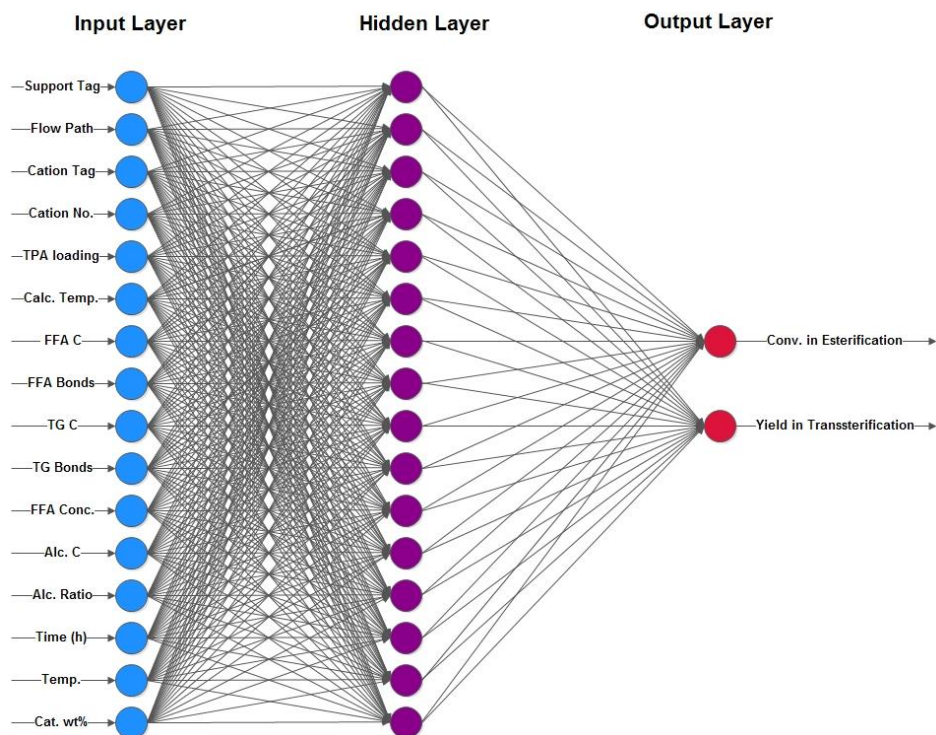 Input Layer
Hidden Layer
Output Layer
Support Tag
Flow Path
Cation Tag
Cation No.
TPA loading
Calc. Temp.
FFA C
FFA Bonds
TG C
TG Bonds
FFA Conc.
Alc. C
Alc. Ratio
Time (h)
Temp.
Cat. wt%
Conv. in Esterification
Yield in Transsterification